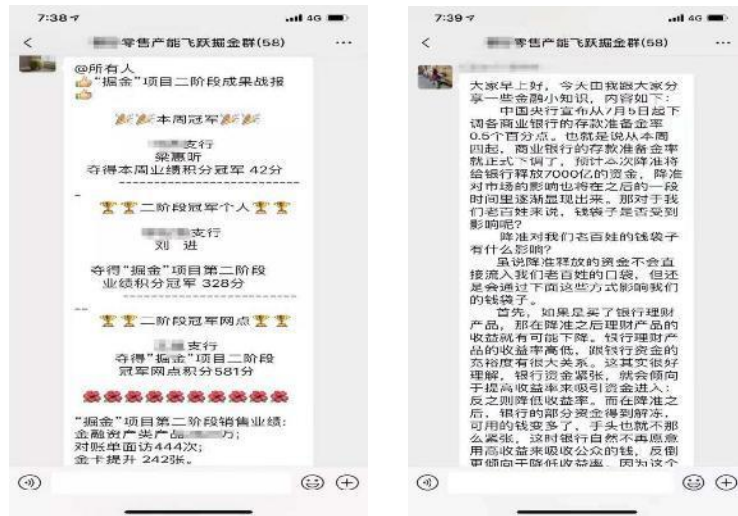 7:38
4G
零售产能飞跃掘金群(58)
@所有人
“掘金”项目二阶段成果战报
本周冠军
支行
梁惠昕
夺得本周业绩积分冠军 42分
二阶段冠军个人
支行
刘 进
夺得“掘金”项目第二阶段
业绩积分冠军 328分
二阶段冠军网点
支行
夺得“掘金”项目二阶段
冠军网点积分581分
“掘金”项目第二阶段销售业绩:
金融资产类产品 万;
对账单面访444次;
金卡提升 242张。
7:39
4G
零售产能飞跃掘金群(58)
大家早上好，今天由我跟大家分
享一些金融小知识，内容如下：
中国央行宣布从7月5日起下
调各商业银行的存款准备金率
0.5个百分点。也就是说从本周
四起，商业银行的存款准备金率
就正式下调了，预计本次降准将
给银行释放7000亿的资金，降准
对市场的影响也将在之后的一段
时间里逐渐显现出来。那对于我
们老百姓来说，钱袋子是否受到
影响呢？
降准对我们老百姓的钱袋子
有什么影响？
虽说降准释放的资金不会直
接流入我们老百姓的口袋，但还
是会通过下面这些方式影响我们
的钱袋子。
首先，如果是买了银行理财
产品，那在降准之后理财产品的
收益就有可能下降。银行理财产
品的收益率高低，跟银行资金的
充裕度有很大关系。这其实很好
理解，银行资金紧张，就会倾向
于提高收益率来吸引资金进入；
反之则降低收益率。而在降准之
后，银行的部分资金得到解冻，
可用的钱变多了，手头也就不那
么紧张，这时银行自然不再愿意
用高收益来吸收公众的钱，反倒
更倾向于降低收益率。因为这个